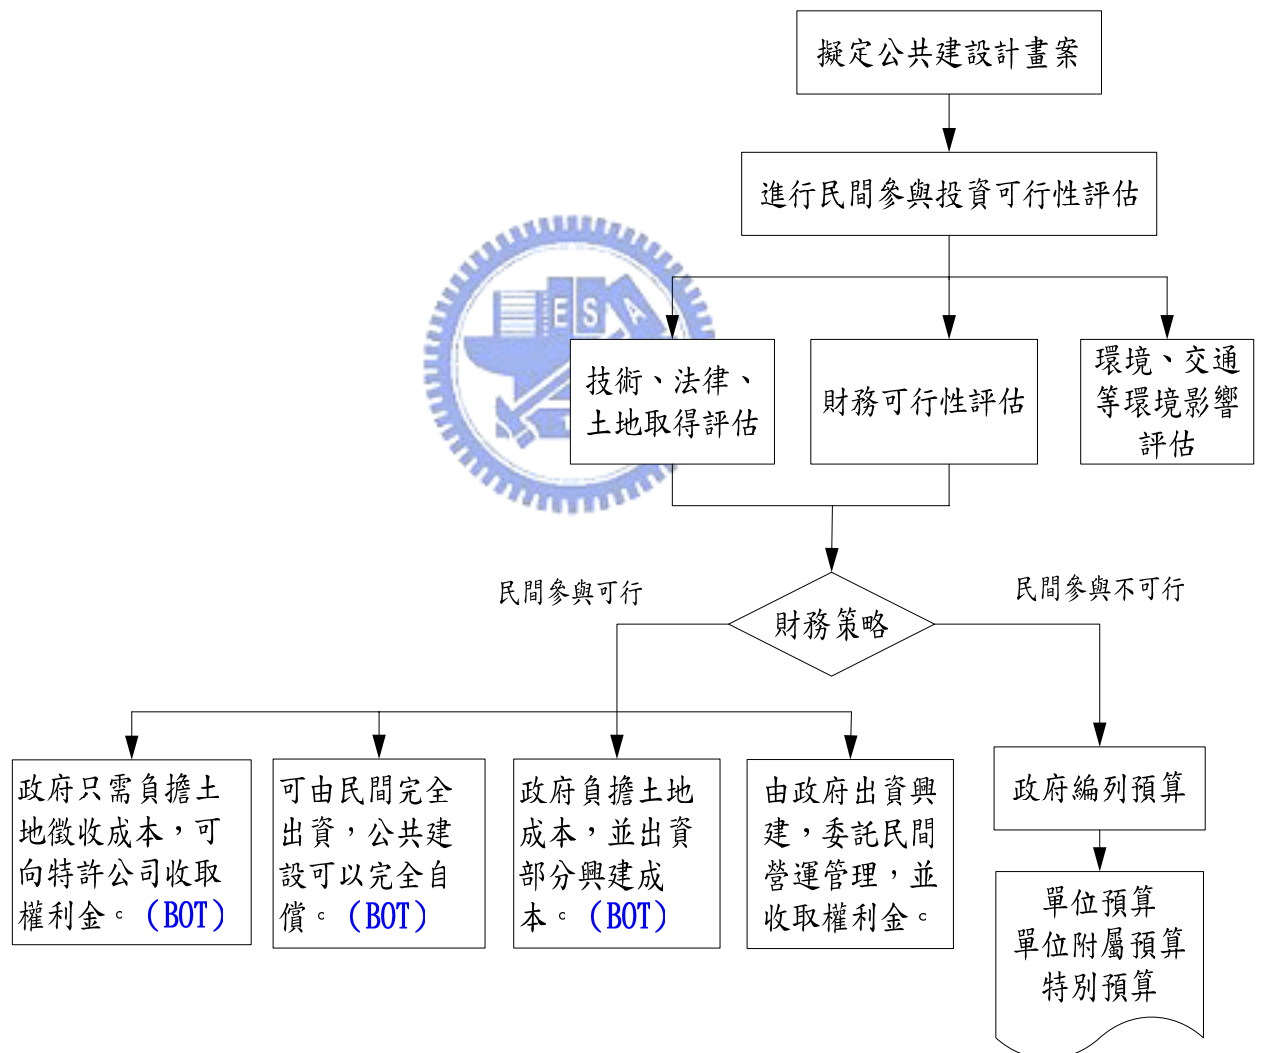 擬定公共建設計畫案
進行民間參與投資可行性評估
ESA
技術、法律、
土地取得評估
財務可行性評估
環境、交通
等環境影響
評估
民間參與可行
民間參與不可行
財務策略
政府只需負擔土
地徵收成本，可
向特許公司收取
權利金。(BOT)
可由民間完全
出資，公共建
設可以完全自
償。(BOT)
政府負擔土地
成本，並出資
部分興建成
本。(BOT)
由政府出資興
建，委託民間
營運管理，並
收取權利金。
政府編列預算
單位預算
單位附屬預算
特別預算